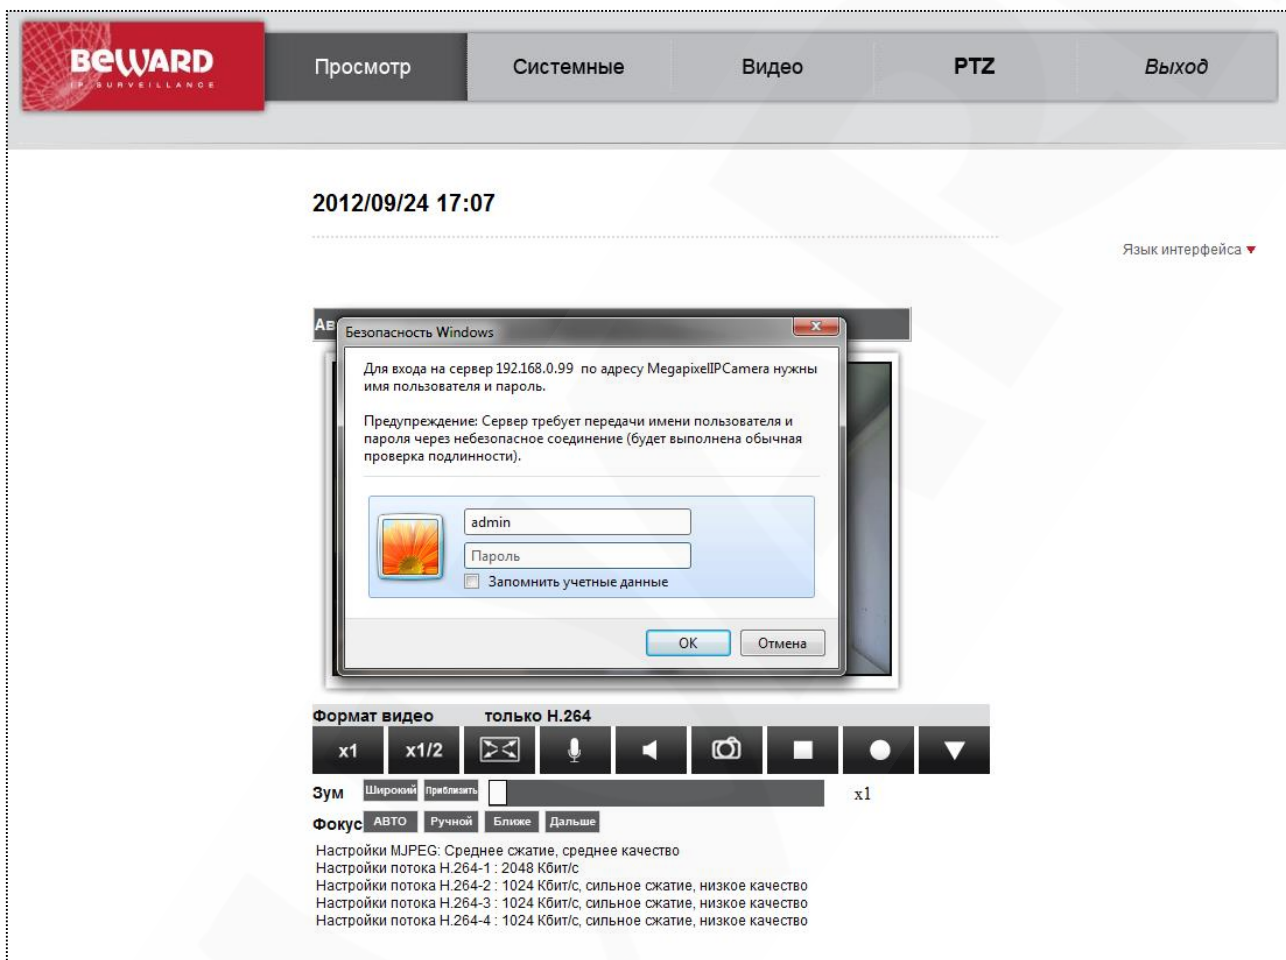 BEWARD
IP SURVEILLANCE
Просмотр
Системные
Видео
PTZ
Выход
2012/09/24 17:07
Язык интерфейса
Ав
Безопасность Windows
Для входа на сервер 192.168.0.99 по адресу MegapixelIPCamera нужны
имя пользователя и пароль.
Предупреждение: Сервер требует передачи имени пользователя и
пароля через небезопасное соединение (будет выполнена обычная
проверка подлинности).
admin
Пароль
Запомнить учетные данные
OK
Отмена
Формат видео только H.264
x1
x1/2
Зум Широкий Приблизить x1
Фокус АВТО Ручной Ближе Дальше
Настройки MJPEG: Среднее сжатие, среднее качество
Настройки потока H.264-1 : 2048 Кбит/с
Настройки потока H.264-2 : 1024 Кбит/с, сильное сжатие, низкое качество
Настройки потока H.264-3 : 1024 Кбит/с, сильное сжатие, низкое качество
Настройки потока H.264-4 : 1024 Кбит/с, сильное сжатие, низкое качество